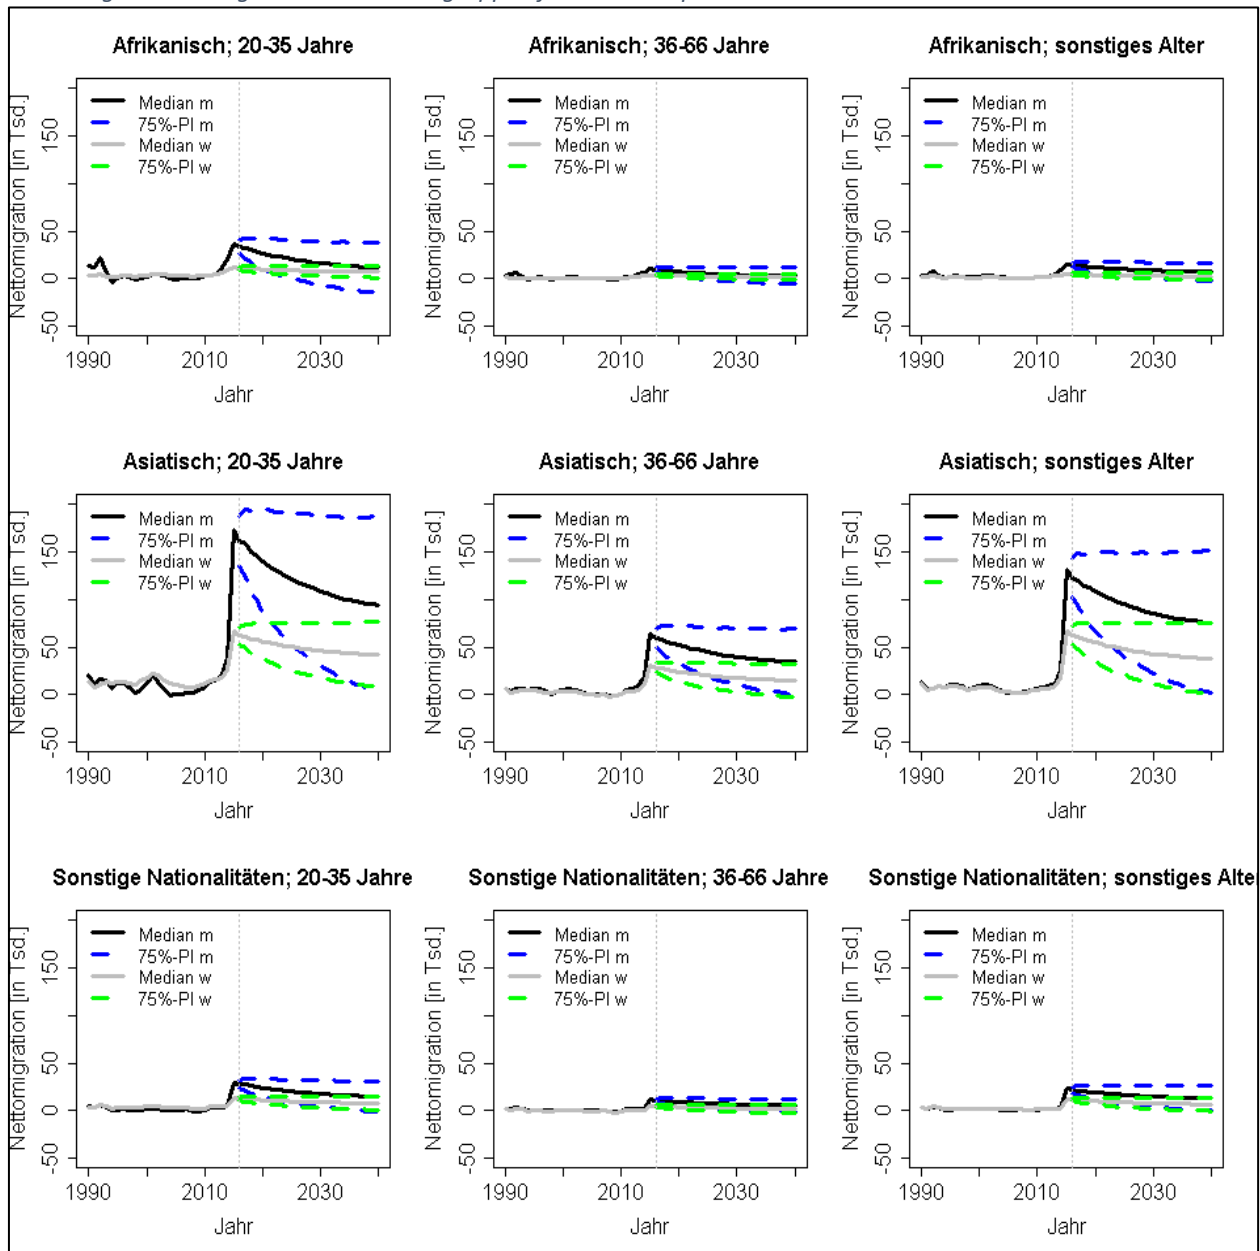 Afrikanisch; 20-35 Jahre
Nettomigration [in Tsd.]
150
50
0
-50
Median m
75%-PI m
Median w
75%-PI w
1990 2010 2030
Jahr
Afrikanisch; 36-66 Jahre
Nettomigration [in Tsd.]
150
50
0
-50
Median m
75%-PI m
Median w
75%-PI w
1990 2010 2030
Jahr
Afrikanisch; sonstiges Alter
Nettomigration [in Tsd.]
150
50
0
-50
Median m
75%-PI m
Median w
75%-PI w
1990 2010 2030
Jahr
Asiatisch; 20-35 Jahre
Nettomigration [in Tsd.]
150
50
0
-50
Median m
75%-PI m
Median w
75%-PI w
1990 2010 2030
Jahr
Asiatisch; 36-66 Jahre
Nettomigration [in Tsd.]
150
50
0
-50
Median m
75%-PI m
Median w
75%-PI w
1990 2010 2030
Jahr
Asiatisch; sonstiges Alter
Nettomigration [in Tsd.]
150
50
0
-50
Median m
75%-PI m
Median w
75%-PI w
1990 2010 2030
Jahr
Sonstige Nationalitäten; 20-35 Jahre
Nettomigration [in Tsd.]
150
50
0
-50
Median m
75%-PI m
Median w
75%-PI w
1990 2010 2030
Jahr
Sonstige Nationalitäten; 36-66 Jahre
Nettomigration [in Tsd.]
150
50
0
-50
Median m
75%-PI m
Median w
75%-PI w
1990 2010 2030
Jahr
Sonstige Nationalitäten; sonstiges Alte
Nettomigration [in Tsd.]
150
50
0
-50
Median m
75%-PI m
Median w
75%-PI w
1990 2010 2030
Jahr